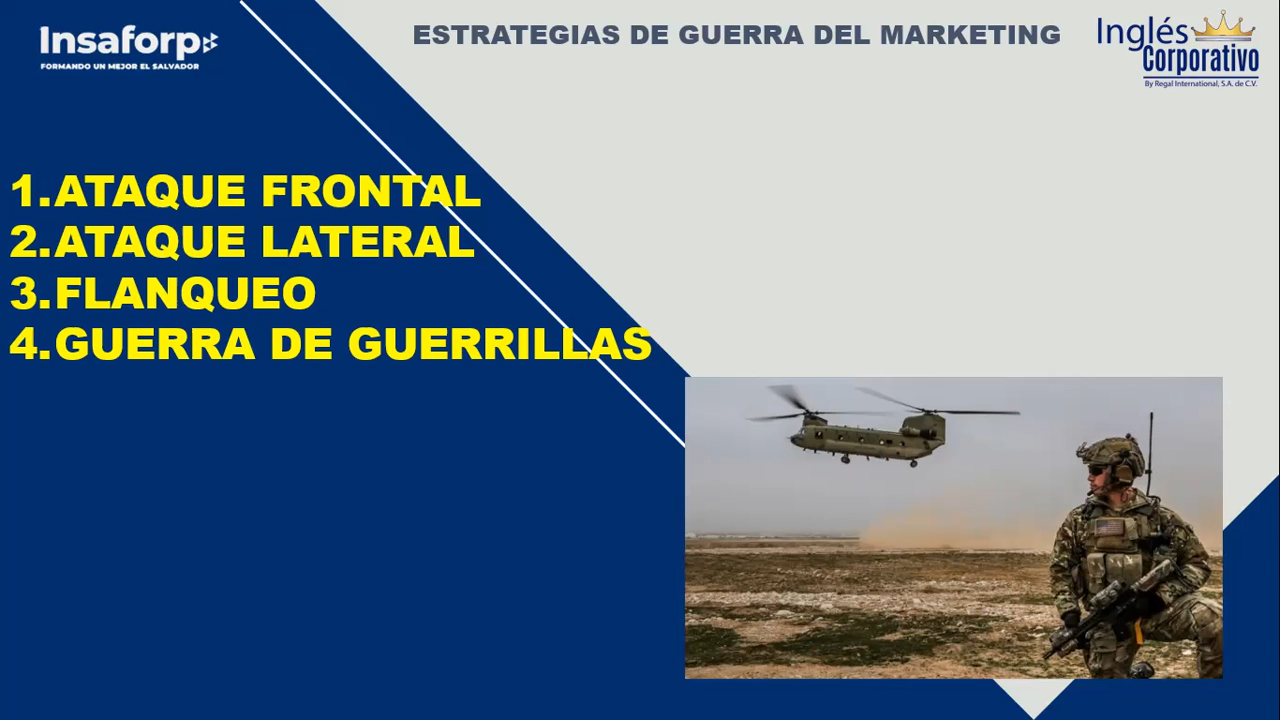 Insaforp
FORMANDO UN MEJOR EL SALVADOR
ESTRATEGIAS DE GUERRA DEL MARKETING
Inglés
Corporativo
By Regal International, S.A. de C.V.
1.ATAQUE FRONTAL
2.ATAQUE LATERAL
3.FLANQUEO
4.GUERRA DE GUERRILLAS